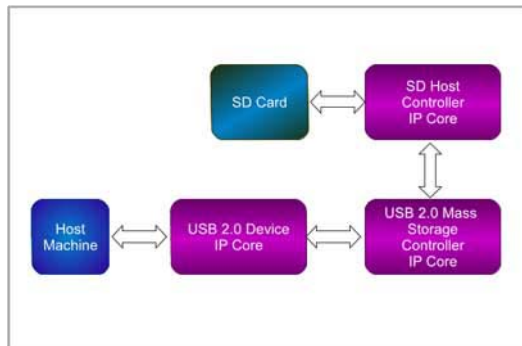 SD Card
SD Host
Controller
IP Core
Host
Machine
USB 2.0 Device
IP Core
USB 2.0 Mass
Storage
Controller
IP Core